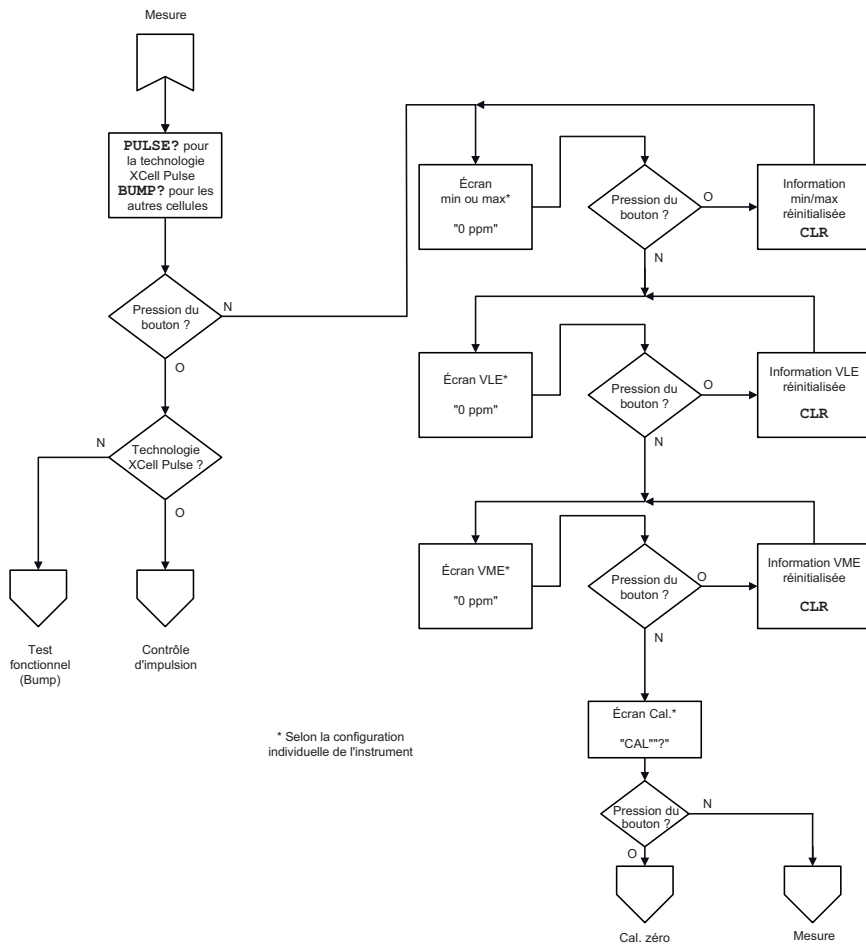 Mesure
PULSE? pour
la technologie
XCell Pulse
BUMP? pour les
autres cellules
Pression du
bouton ?
N
O
Technologie
XCell Pulse ?
N
O
Test
fonctionnel
(Bump)
Contrôle
d'impulsion
Écran
min ou max*
"0 ppm"
Pression du
bouton ?
O
N
Information
min/max
réinitialisée
CLR
Écran VLE*
"0 ppm"
Pression du
bouton ?
O
N
Information VLE
réinitialisée
CLR
Écran VME*
"0 ppm"
Pression du
bouton ?
O
N
Information VME
réinitialisée
CLR
* Selon la configuration
individuelle de l'instrument
Écran Cal.*
"CAL""?"
Pression du
bouton ?
N
O
Cal. zéro
Mesure